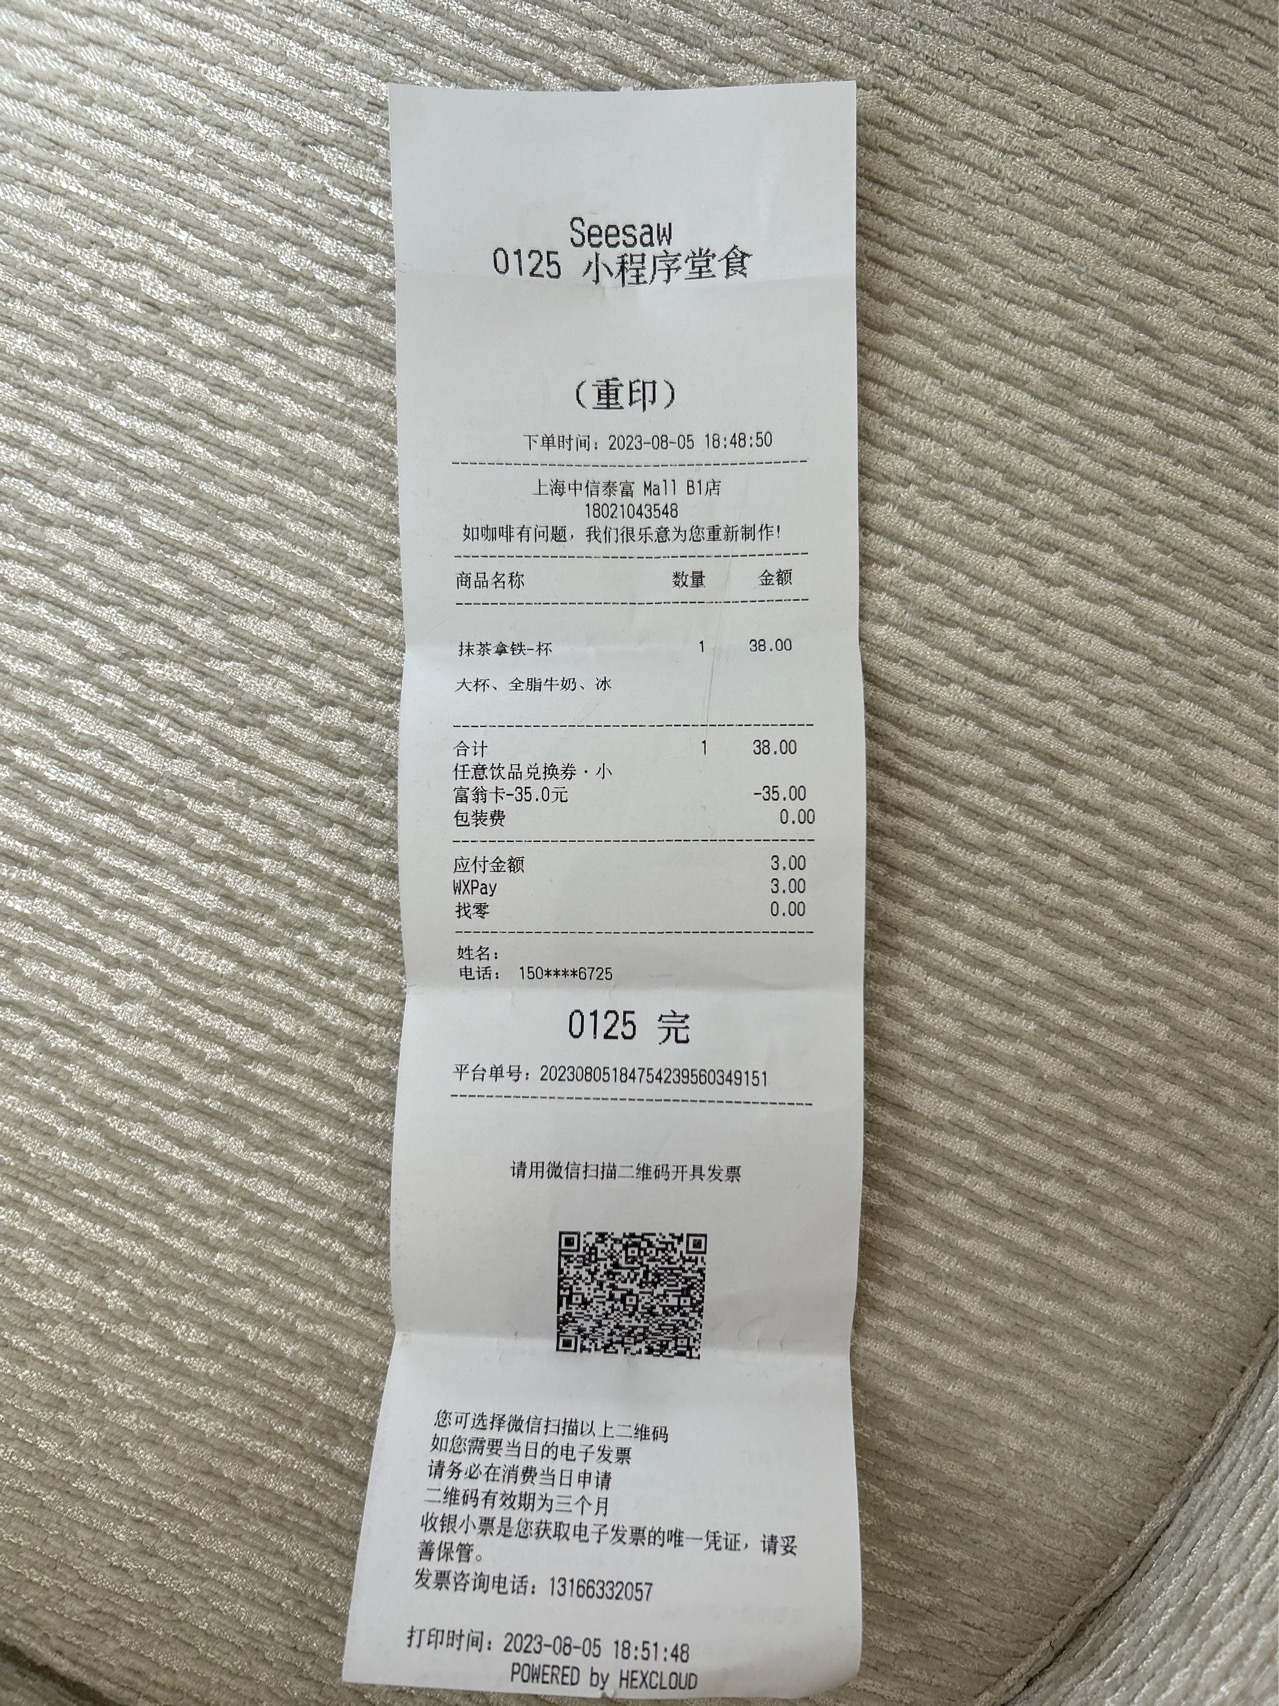 Seesaw
0125 小程序堂食
（重印）
下单时间：2023-08-05 18:48:50
上海中信泰富 Mall B1店
18021043548
如咖啡有问题，我们很乐意为您重新制作！
商品名称 数量 金额
抹茶拿铁-杯 1 38.00
大杯、全脂牛奶、冰
合计 1 38.00
任意饮品兑换券·小
富翁卡-35.0元 -35.00
包装费 0.00
应付金额 3.00
WXPay 3.00
找零 0.00
姓名：
电话： 150****6725
0125 完
平台单号：20230805184754239560349151
请用微信扫描二维码开具发票
您可选择微信扫描以上二维码
如您需要当日的电子发票
请务必在消费当日申请
二维码有效期为三个月
收银小票是您获取电子发票的唯一凭证，请妥
善保管。
发票咨询电话：13166332057
打印时间：2023-08-05 18:51:48
POWERED by HEXCLOUD